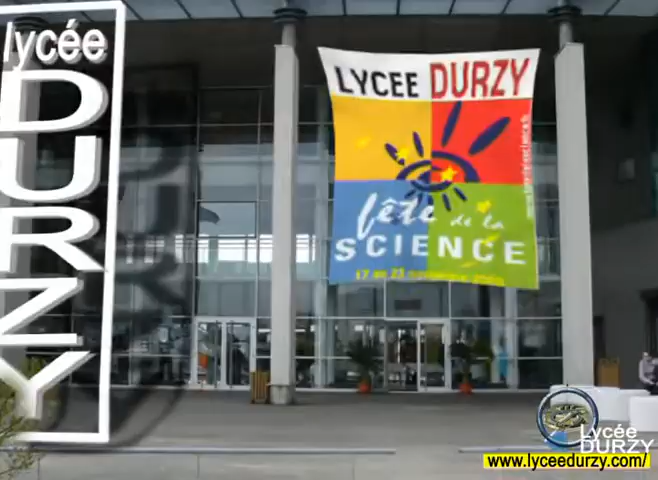 lycée
DURZY
LYCEE DURZY
fête de la
SCIENCE
Lycée
DURZY
www.lyceedurzy.com/